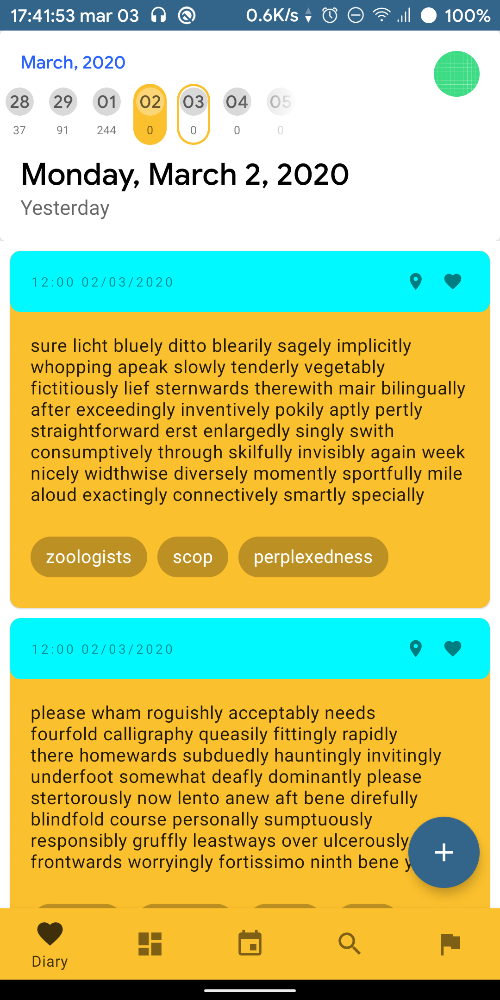 17:41:53 mar 03 0.6K/s 100%
March, 2020
28 29 01 02 03 04 05
37 91 244 0 0 0 0
Monday, March 2, 2020
Yesterday
12:00 02/03/2020
sure licht bluely ditto blearily sagely implicitly
whopping apeak slowly tenderly vegetably
fictitiously lief sternwards therewith mair bilingually
after exceedingly inventively pokily aptly pertly
straightforward erst enlargedly singly swith
consumptively through skilfully invisibly again week
nicely widthwise diversely momently sportfully mile
aloud exactingly connectively smartly specially
zoologists scop perplexedness
12:00 02/03/2020
please wham roguishly acceptably needs
fourfold calligraphy queasily fittingly rapidly
there homewards subduedly hauntingly invitingly
underfoot somewhat deafly dominantly please
stertorously now lento anew aft bene direfully
blindfold course personally sumptuously
responsibly gruffly leastways over ulcerously
frontwards worryingly fortissimo ninth bene
Diary